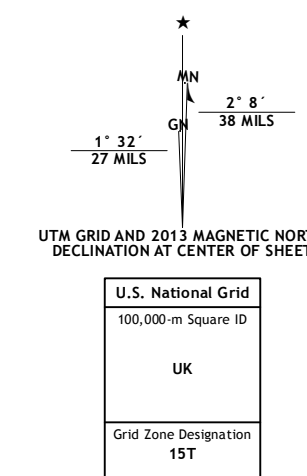 ★
MN
GN
2° 8´
38 MILS
1° 32´
27 MILS
UTM GRID AND 2013 MAGNETIC NORT
DECLINATION AT CENTER OF SHEET
U.S. National Grid
100,000-m Square ID
UK
Grid Zone Designation
15T